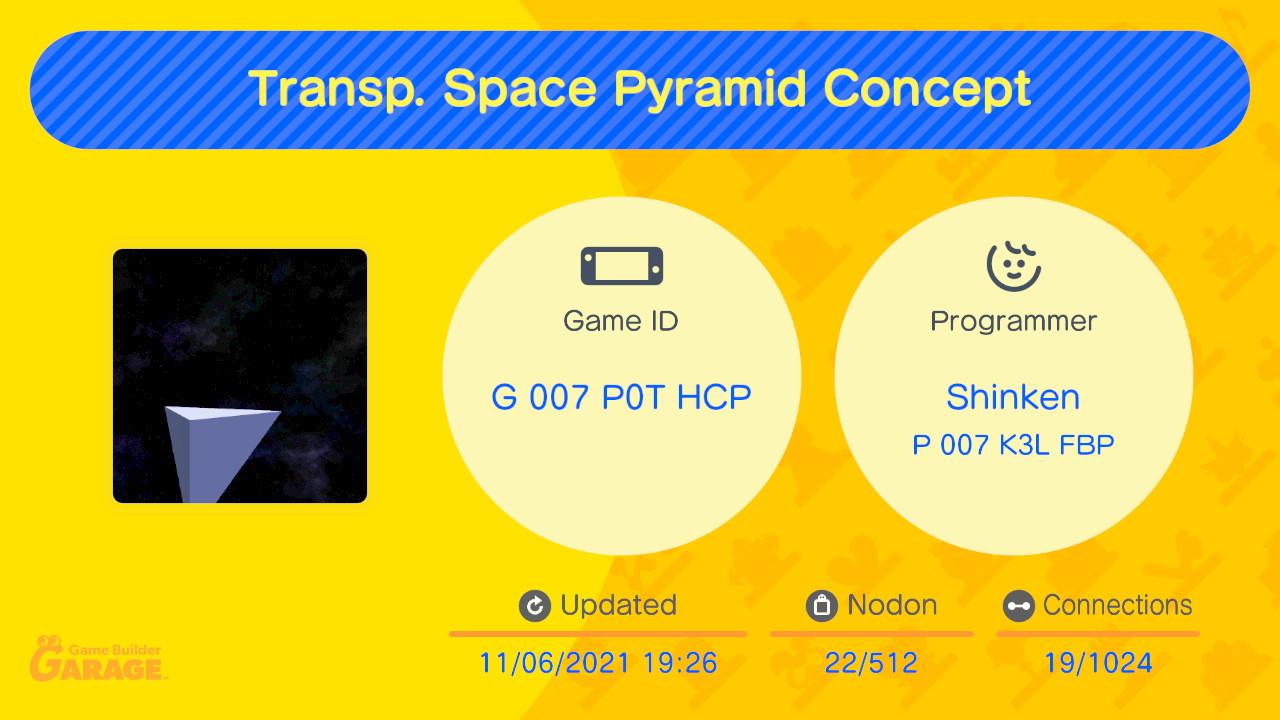 Transp. Space Pyramid Concept
Game ID
G 007 P0T HCP
Programmer
Shinken
P 007 K3L FBP
Updated
11/06/2021 19:26
Nodon
22/512
Connections
19/1024
Game Builder
GARAGE